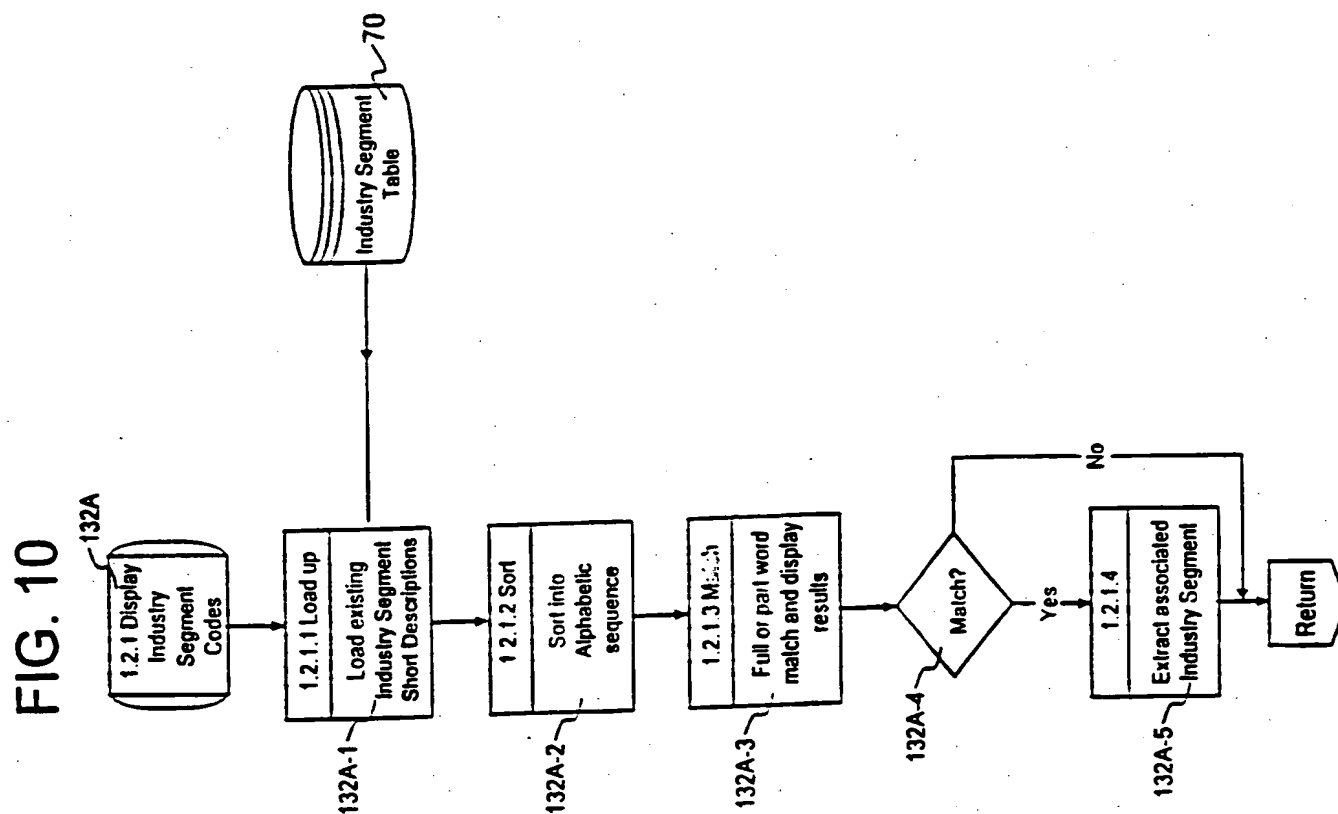 FIG. 10
132A
1.2.1 Display
Industry
Segment
Codes
70
Industry Segment
Table
1.2.1.1 Load up
Load existing
Industry Segment
Short Descriptions
132A-1
1.2.1.2 Sort
Sort into
Alphabetic
sequence
132A-2
1.2.1.3 Match
Full or part word
match and display
results
132A-3
Match?
132A-4
No
Yes
1.2.1.4
Extract associated
Industry Segment
132A-5
Return